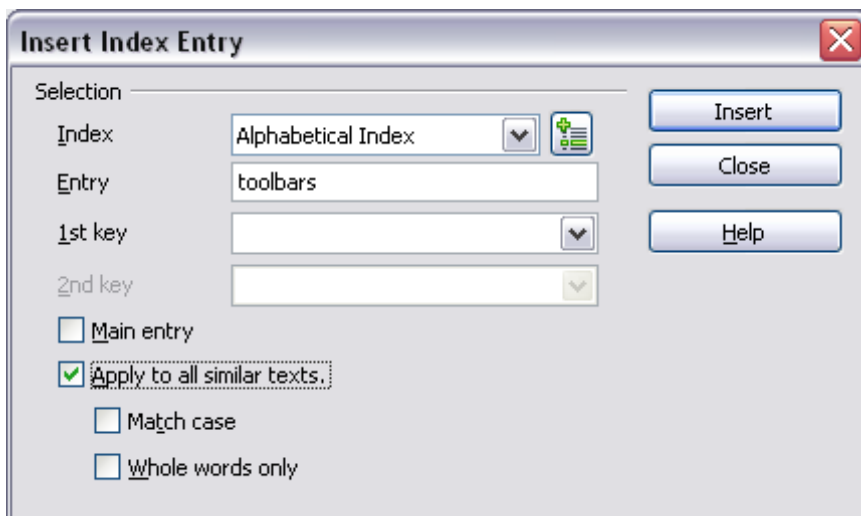 Insert Index Entry
Selection
Index
Alphabetical Index
Insert
Entry
toolbars
Close
1st key
Help
2nd key
Main entry
Apply to all similar texts.
Match case
Whole words only